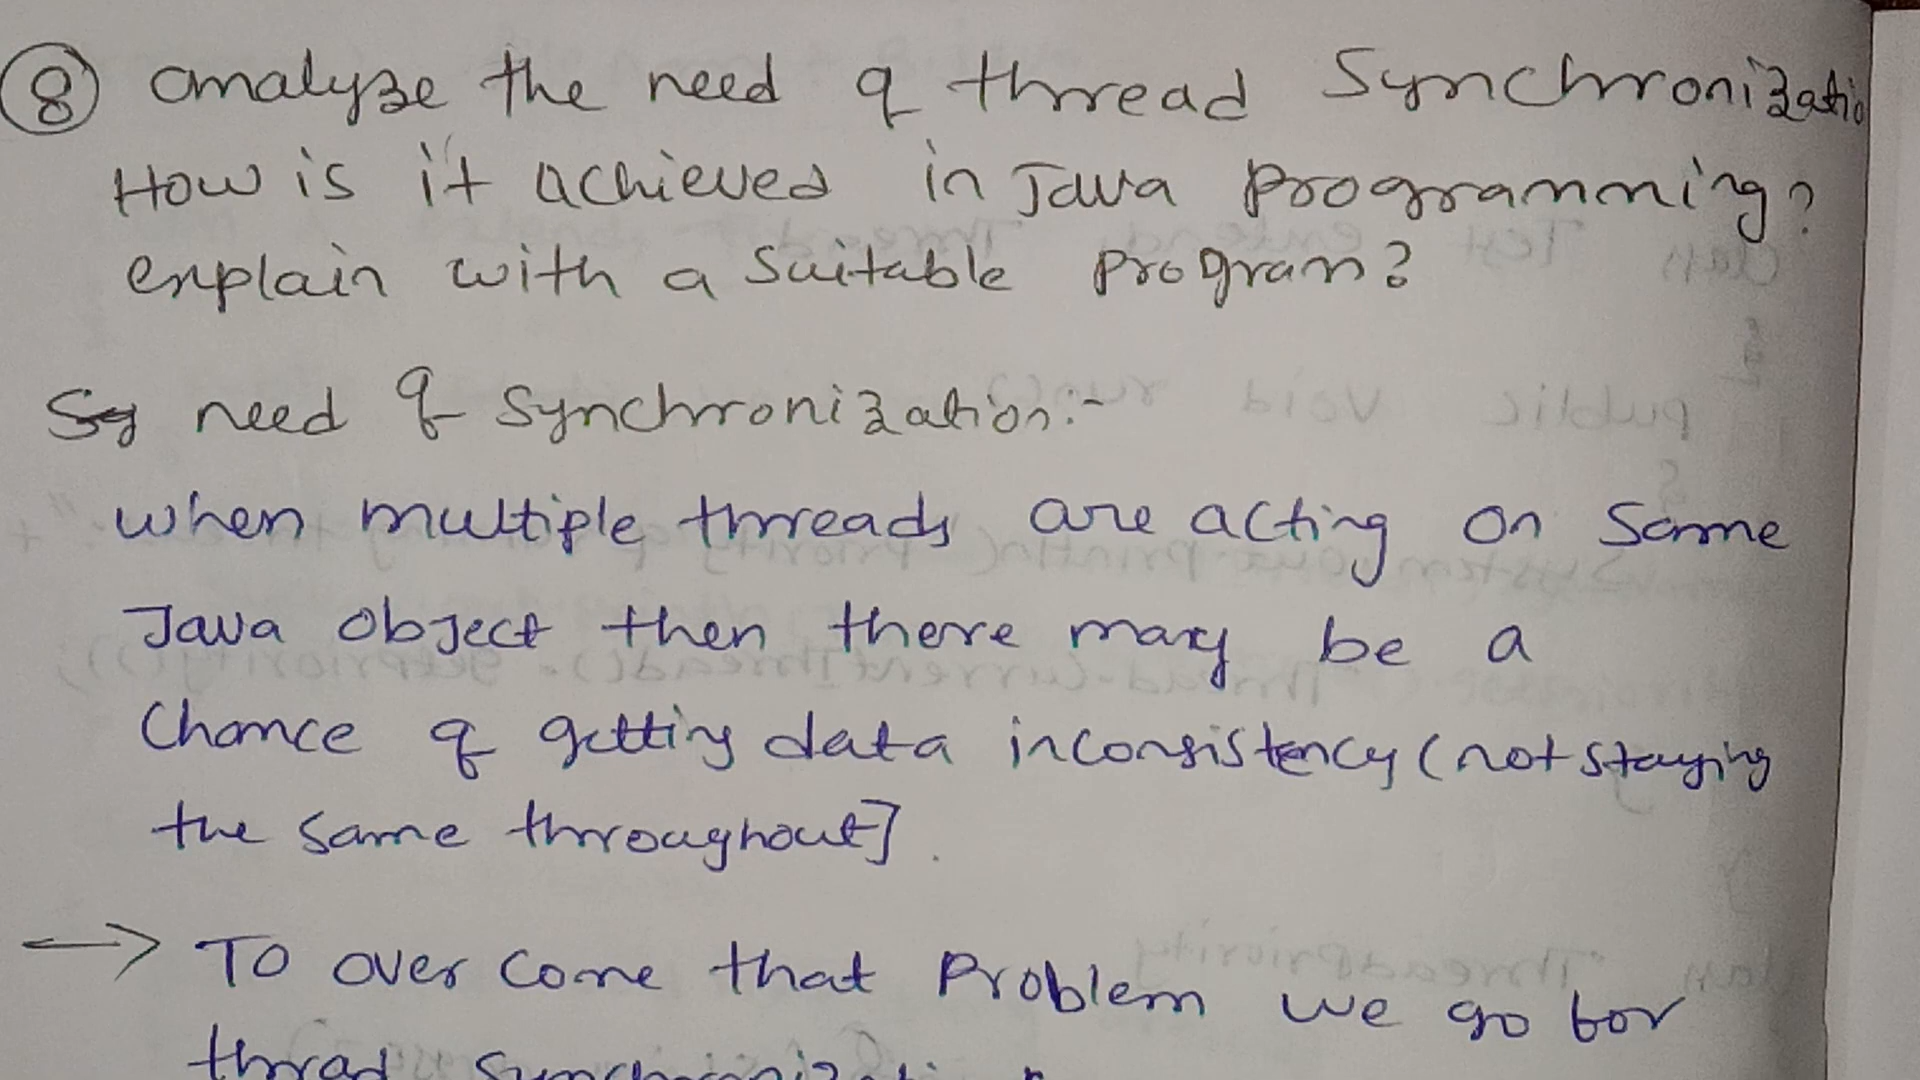 8 analyze the need of thread Synchronizatio
How is it achieved in Java programming?
explain with a suitable program?
Sy need of synchronization:-
when multiple threads are acting on Same
Java object then there may be a
Chance of getting data inconsistency (not staying
the same throughout]
→ To over come that Problem we go for
thread Synchronization